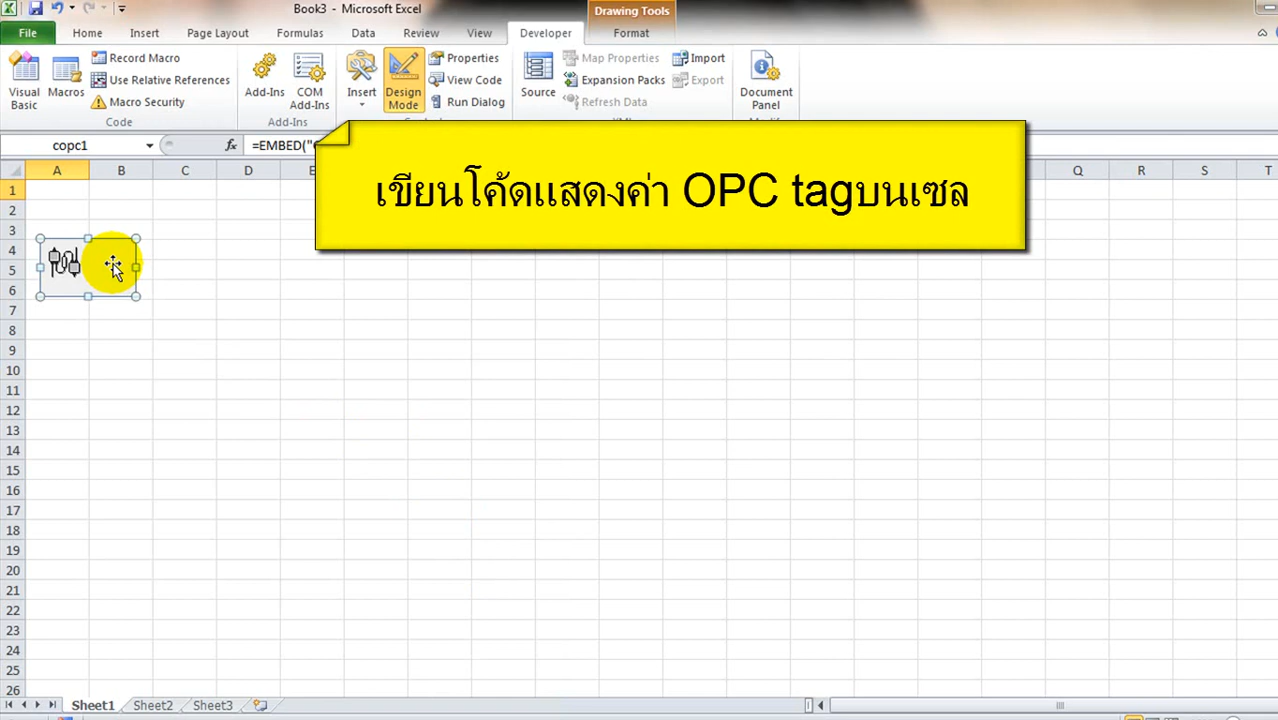 Book3 - Microsoft Excel
Drawing Tools
File Home Insert Page Layout Formulas Data Review View Developer Format
Visual Basic
Macros
Record Macro
Use Relative References
Macro Security
Code
Add-Ins
COM Add-Ins
Add-Ins
Insert
Design Mode
Properties
View Code
Run Dialog
Source
Map Properties
Expansion Packs
Refresh Data
Import
Export
Document Panel
copc1
fx
=EMBED("
เขียนโค้ดแสดงค่า OPC tagบนเซล
A B C D E Q R S T
1
2
3
4
5
6
7
8
9
10
11
12
13
14
15
16
17
18
19
20
21
22
23
24
25
26
Sheet1 Sheet2 Sheet3